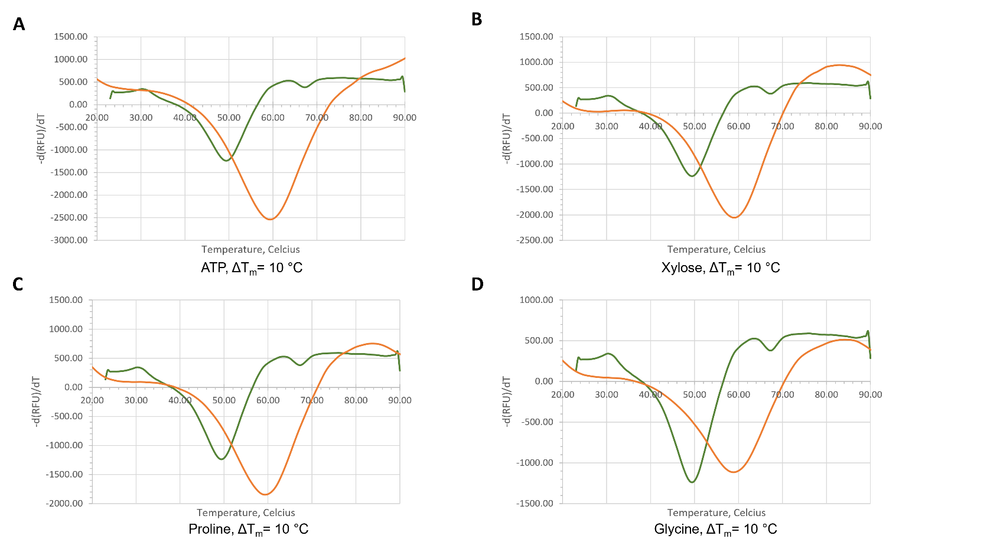 A
1500.00
1000.00
500.00
0.00
-500.00
-1000.00
-1500.00
-2000.00
-2500.00
-3000.00
20.00 30.00 40.00 50.00 60.00 70.00 80.00 90.00
-d(RFU)/dT
Temperature, Celcius
ATP, ΔTm= 10 °C
B
1500.00
1000.00
500.00
0.00
-500.00
-1000.00
-1500.00
-2000.00
-2500.00
20.00 30.00 40.00 50.00 60.00 70.00 80.00 90.00
-d(RFU)/dT
Temperature, Celcius
Xylose, ΔTm= 10 °C
C
1500.00
1000.00
500.00
0.00
-500.00
-1000.00
-1500.00
-2000.00
20.00 30.00 40.00 50.00 60.00 70.00 80.00 90.00
-d(RFU)/dT
Temperature, Celcius
Proline, ΔTm= 10 °C
D
1000.00
500.00
0.00
-500.00
-1000.00
-1500.00
20.00 30.00 40.00 50.00 60.00 70.00 80.00 90.00
-d(RFU)/dT
Temperature, Celcius
Glycine, ΔTm= 10 °C